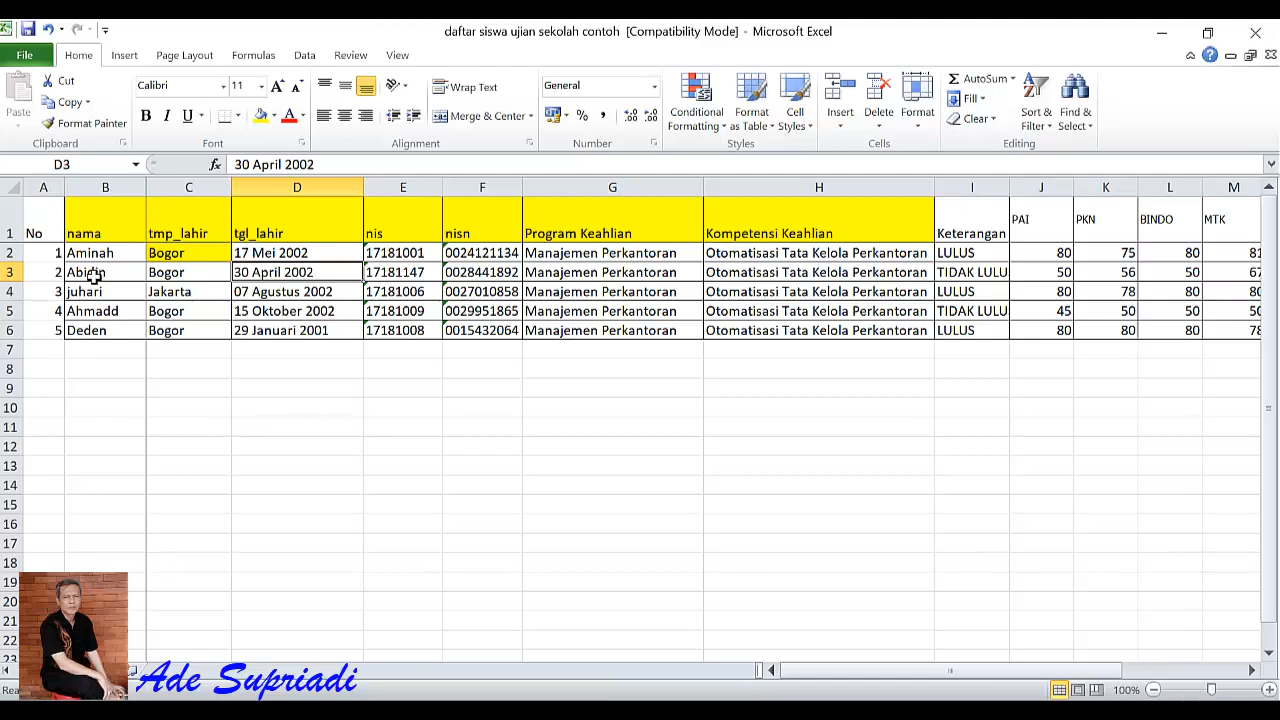 daftar siswa ujian sekolah contoh [Compatibility Mode] - Microsoft Excel
File Home Insert Page Layout Formulas Data Review View
Paste Cut Copy Format Painter Clipboard
Calibri 11 B I U A A A Font
Wrap Text Merge & Center Alignment
General % , Number
Conditional Formatting Format as Table Cell Styles Styles
Insert Delete Format Cells
AutoSum Fill Clear Sort & Filter Find & Select Editing
D3 fx 30 April 2002
A B C D E F G H I J K L M
1 No nama tmp_lahir tgl_lahir nis nisn Program Keahlian Kompetensi Keahlian Keterangan PAI PKN BINDO MTK
2 1 Aminah Bogor 17 Mei 2002 17181001 0024121134 Manajemen Perkantoran Otomatisasi Tata Kelola Perkantoran LULUS 80 75 80 81
3 2 Bogor 30 April 2002 17181147 0028441892 Manajemen Perkantoran Otomatisasi Tata Kelola Perkantoran TIDAK LULU 50 56 50 67
4 3 juhari Jakarta 07 Agustus 2002 17181006 0027010858 Manajemen Perkantoran Otomatisasi Tata Kelola Perkantoran LULUS 80 78 80 80
5 4 Ahmadd Bogor 15 Oktober 2002 17181009 0029951865 Manajemen Perkantoran Otomatisasi Tata Kelola Perkantoran TIDAK LULU 45 50 50 50
6 5 Deden Bogor 29 Januari 2001 17181008 0015432064 Manajemen Perkantoran Otomatisasi Tata Kelola Perkantoran LULUS 80 80 80 78
7
8
9
10
11
12
13
14
15
16
17
18
19
20
21
22
23
Ade Supriadi
Rea 100%